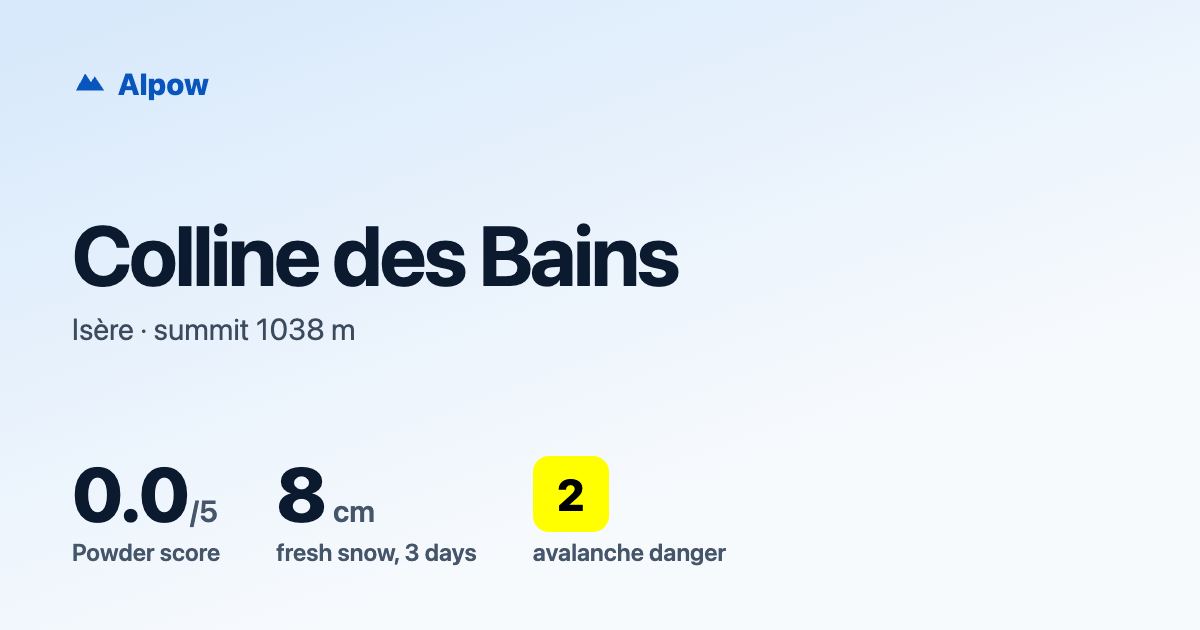 Alpow
Colline des Bains
Isère · summit 1038 m
0.0/5
Powder score
8 cm
fresh snow, 3 days
2
avalanche danger